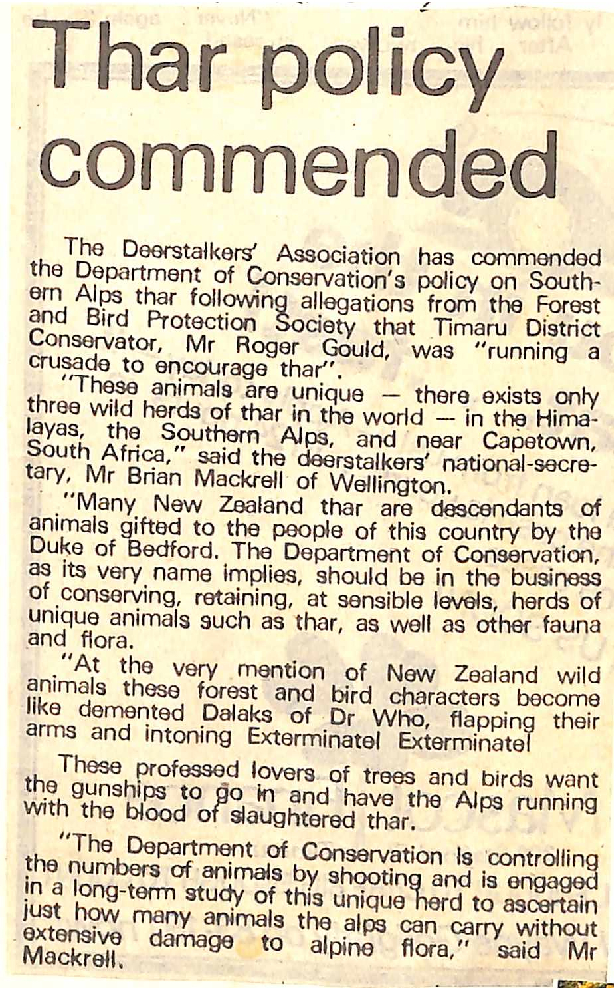 Thar policy
commended
The Deerstalkers' Association has commended
the Department of Conservation's policy on South-
ern Alps thar following allegations from the Forest
and Bird Protection Society that Timaru District
Conservator, Mr Roger Gould, was "running a
crusade to encourage thar".
"These animals are unique — there exists only
three wild herds of thar in the world — in the Hima-
layas, the Southern Alps, and near Capetown,
South Africa," said the deerstalkers' national-secre-
tary, Mr Brian Mackrell of Wellington.
"Many New Zealand thar are descendants of
animals gifted to the people of this country by the
Duke of Bedford. The Department of Conservation,
as its very name implies, should be in the business
of conserving, retaining, at sensible levels, herds of
unique animals such as thar, as well as other fauna
and flora.
"At the very mention of New Zealand wild
animals these forest and bird characters become
like demented Dalaks of Dr Who, flapping their
arms and intoning Exterminate! Exterminate!
These professed lovers of trees and birds want
the gunships to go in and have the Alps running
with the blood of slaughtered thar.
"The Department of Conservation is controlling
the numbers of animals by shooting and is engaged
in a long-term study of this unique herd to ascertain
just how many animals the alps can carry without
extensive damage to alpine flora," said Mr
Mackrell.